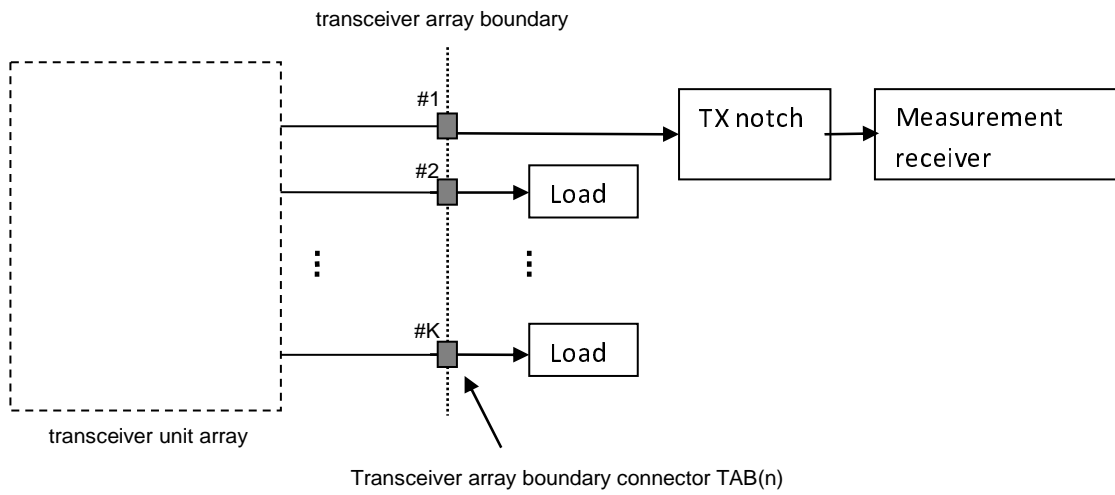 transceiver array boundary
#1
TX notch
Measurement
receiver
#2
Load
#K
Load
transceiver unit array
Transceiver array boundary connector TAB(n)